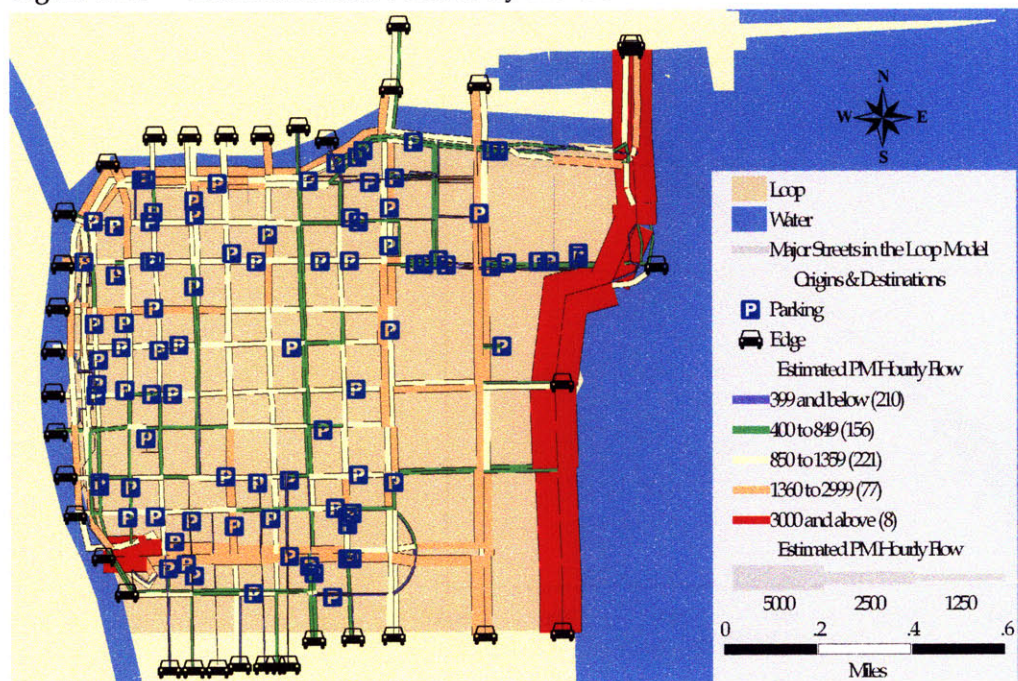 N
W E
S
Loop
Water
Major Streets in the Loop Model
Origins & Destinations
Parking
Edge
Estimated PM Hourly Flow
399 and below (210)
400 to 849 (156)
850 to 1359 (221)
1360 to 2999 (77)
3000 and above (8)
Estimated PM Hourly Flow
5000 2500 1250
0 .2 .4 .6
Miles